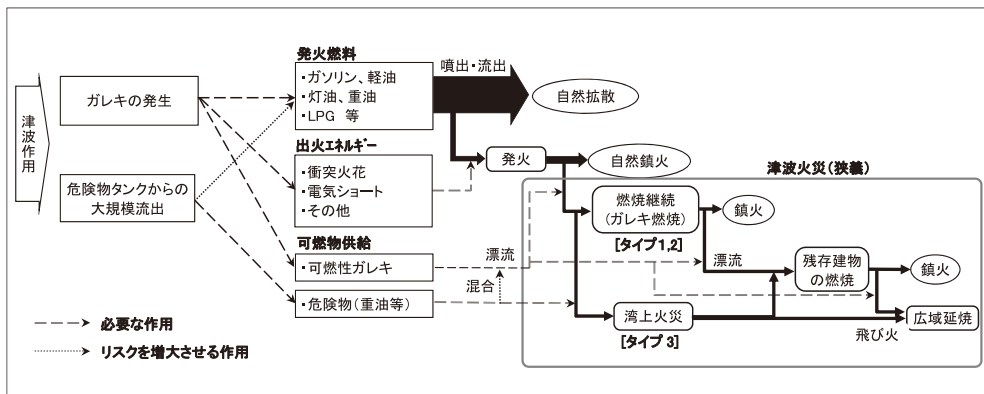 津波作用
ガレキの発生
危険物タンクからの
大規模流出
発火燃料
・ガソリン、軽油
・灯油、重油
・LPG 等
出火エネルギー
・衝突火花
・電気ショート
・その他
可燃物供給
・可燃性ガレキ
・危険物(重油等)
噴出・流出
自然拡散
発火
自然鎮火
津波火災(狭義)
燃焼継続
(ガレキ燃焼)
[タイプ1,2]
鎮火
漂流
漂流
混合
残存建物
の燃焼
鎮火
湾上火災
[タイプ3]
広域延焼
飛び火
必要な作用
リスクを増大させる作用